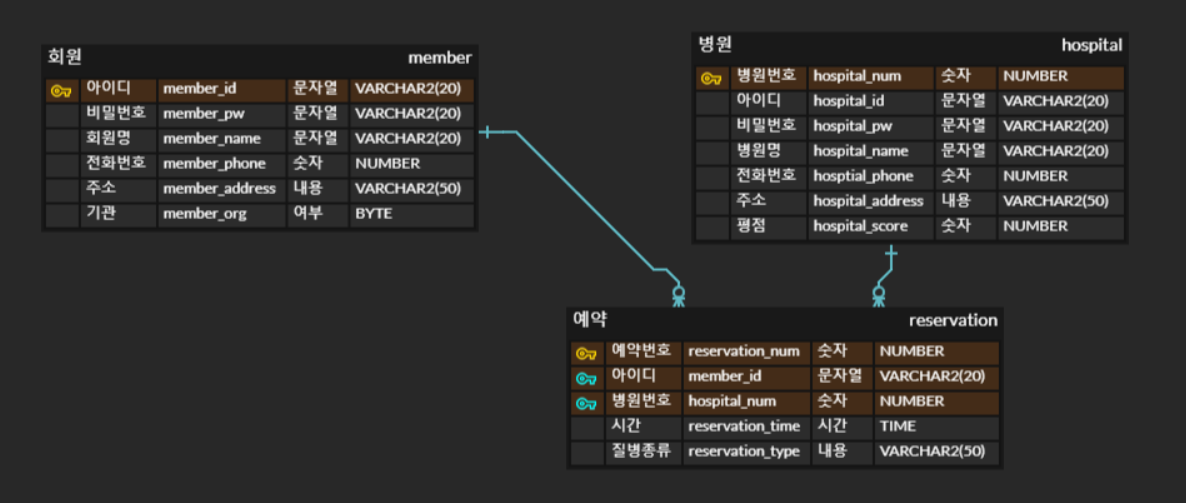 회원 member
아이디 member_id 문자열 VARCHAR2(20)
비밀번호 member_pw 문자열 VARCHAR2(20)
회원명 member_name 문자열 VARCHAR2(20)
전화번호 member_phone 숫자 NUMBER
주소 member_address 내용 VARCHAR2(50)
기관 member_org 여부 BYTE
병원 hospital
병원번호 hospital_num 숫자 NUMBER
아이디 hospital_id 문자열 VARCHAR2(20)
비밀번호 hospital_pw 문자열 VARCHAR2(20)
병원명 hospital_name 문자열 VARCHAR2(20)
전화번호 hosptial_phone 숫자 NUMBER
주소 hospital_address 내용 VARCHAR2(50)
평점 hospital_score 숫자 NUMBER
예약 reservation
예약번호 reservation_num 숫자 NUMBER
아이디 member_id 문자열 VARCHAR2(20)
병원번호 hospital_num 숫자 NUMBER
시간 reservation_time 시간 TIME
질병종류 reservation_type 내용 VARCHAR2(50)